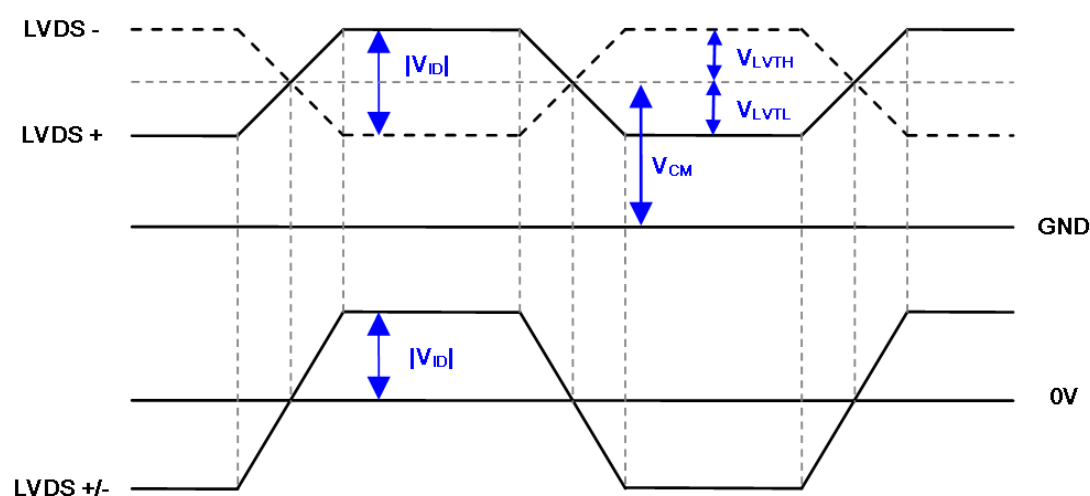 LVDS -
|VID|
VLVTH
LVDS +
VLVTL
VCM
GND
|VID|
0V
LVDS +/-